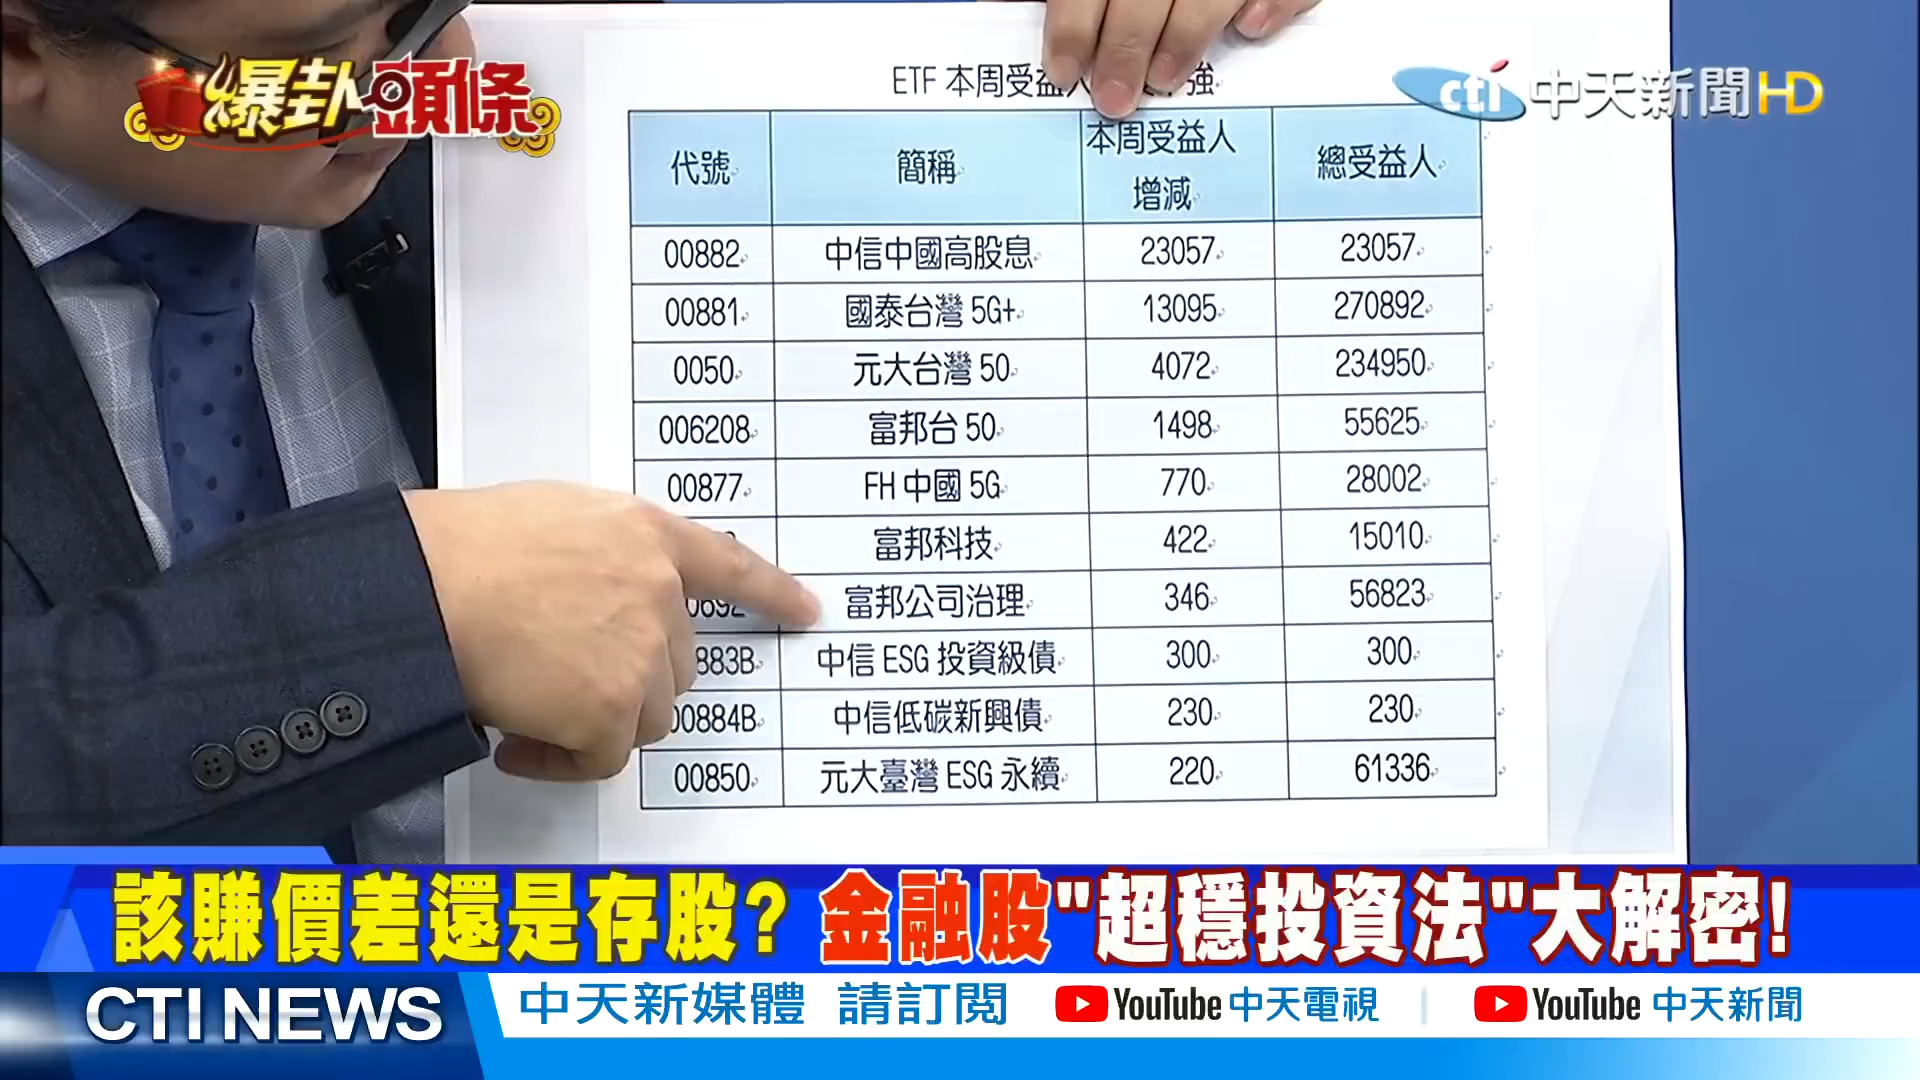 爆卦頭條
cti中天新聞HD
ETF 本周受益人 強
代號 簡稱 本周受益人增減 總受益人
00882 中信中國高股息 23057 23057
00881 國泰台灣 5G+ 13095 270892
0050 元大台灣 50 4072 234950
006208 富邦台 50 1498 55625
00877 FH 中國 5G 770 28002
富邦科技 422 15010
0692 富邦公司治理 346 56823
883B 中信 ESG 投資級債 300 300
00884B 中信低碳新興債 230 230
00850 元大臺灣 ESG 永續 220 61336
該賺價差還是存股? 金融股"超穩投資法"大解密!
CTI NEWS 中天新媒體 請訂閱 YouTube 中天電視 YouTube 中天新聞